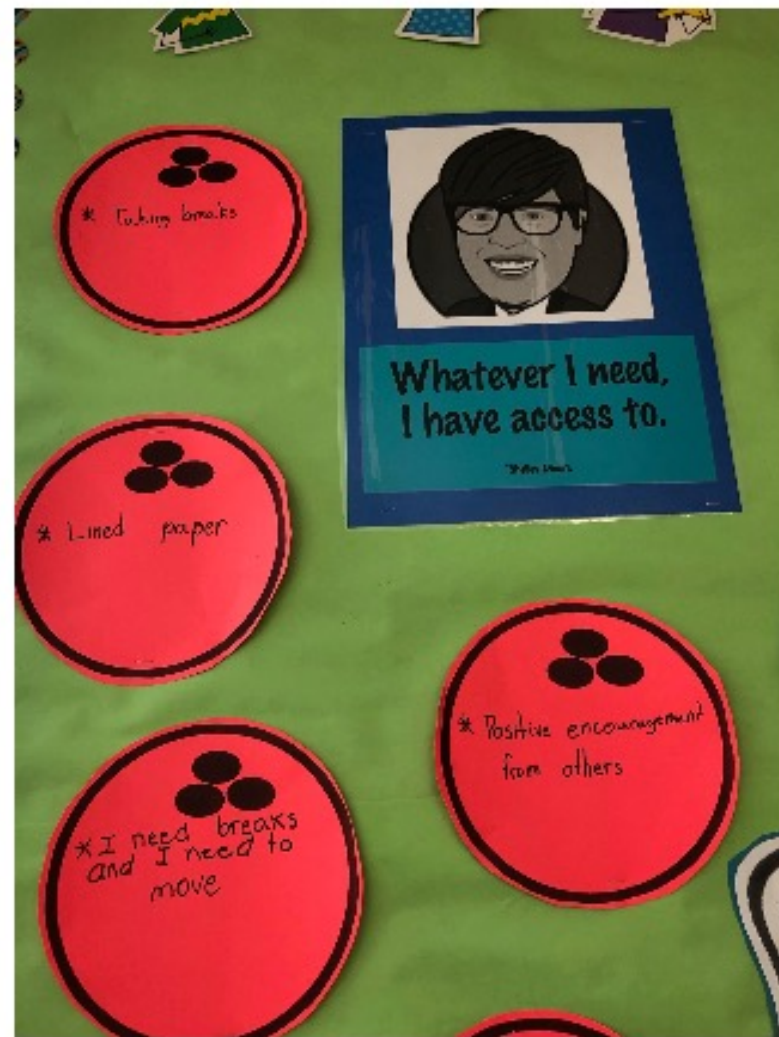 * Taking breaks
Whatever I need,
I have access to.
* Lined paper
* Positive encouragement
from others
* I need breaks
and I need to
move